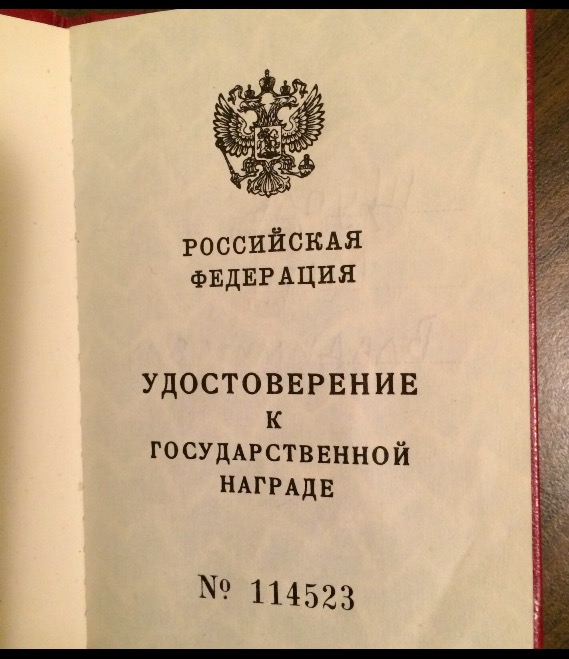 РОССИЙСКАЯ
ФЕДЕРАЦИЯ
УДОСТОВЕРЕНИЕ
К
ГОСУДАРСТВЕННОЙ
НАГРАДЕ
№ 114523